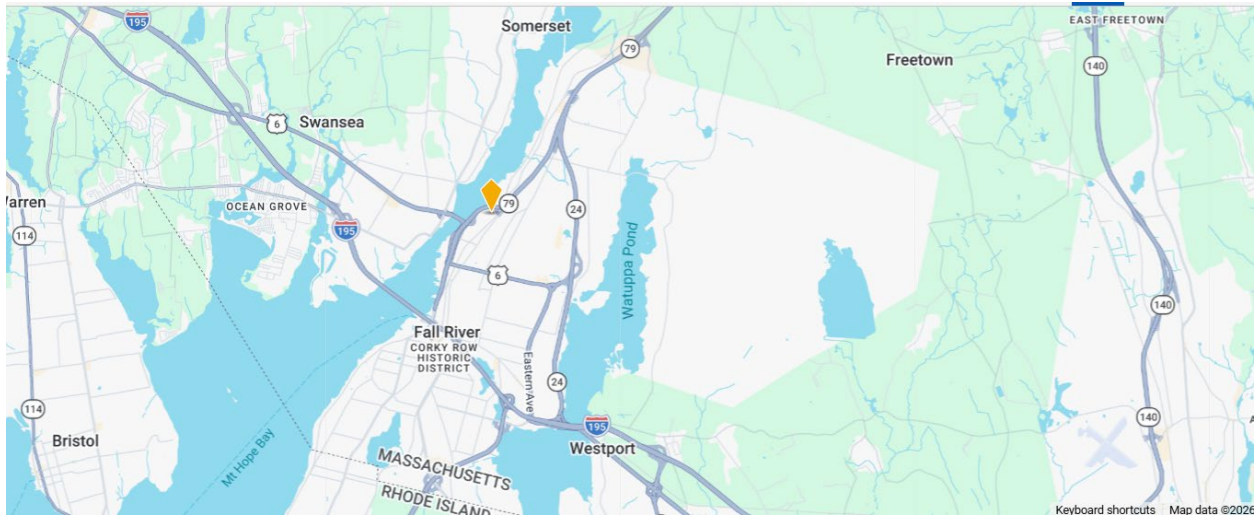 195
Somerset
EAST FREETOWN
79
Freetown
140
6
Swansea
Warren
OCEAN GROVE
79
24
114
195
Watuppa Pond
6
140
Fall River
CORKY ROW
HISTORIC
DISTRICT
Eastern Ave
24
114
140
195
Bristol
Westport
Mt Hope Bay
MASSACHUSETTS
RHODE ISLAND
Keyboard shortcuts
Map data ©2026